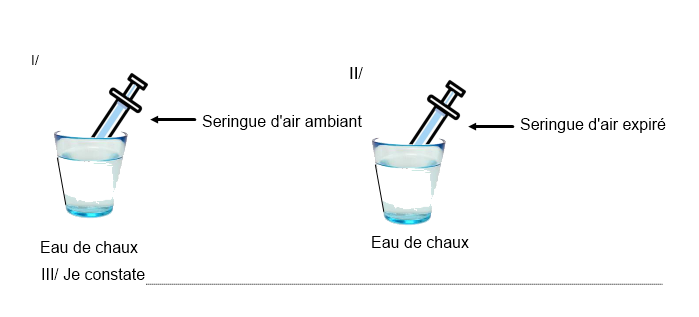 I/
II/
Seringue d'air ambiant
Seringue d'air expiré
Eau de chaux
Eau de chaux
III/ Je constate